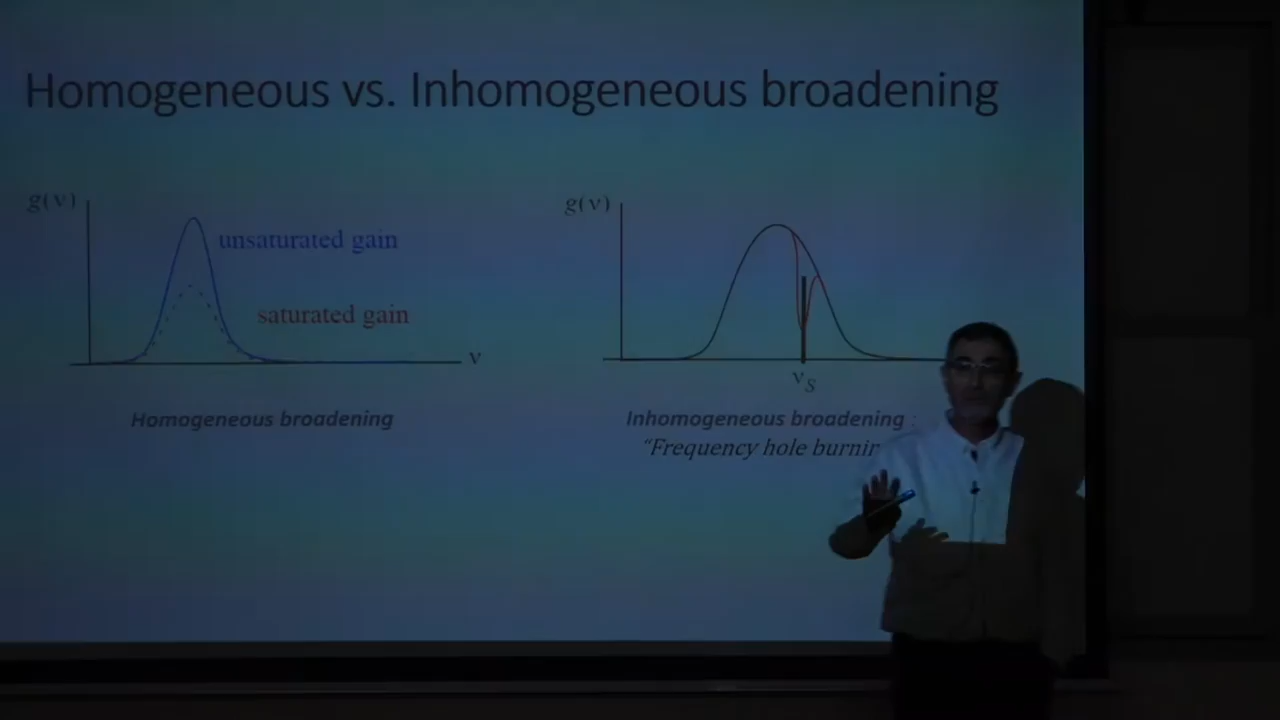 Homogeneous vs. Inhomogeneous broadening
g(ν)
unsaturated gain
saturated gain
ν
Homogeneous broadening
g(ν)
νS
Inhomogeneous broadening
“Frequency hole